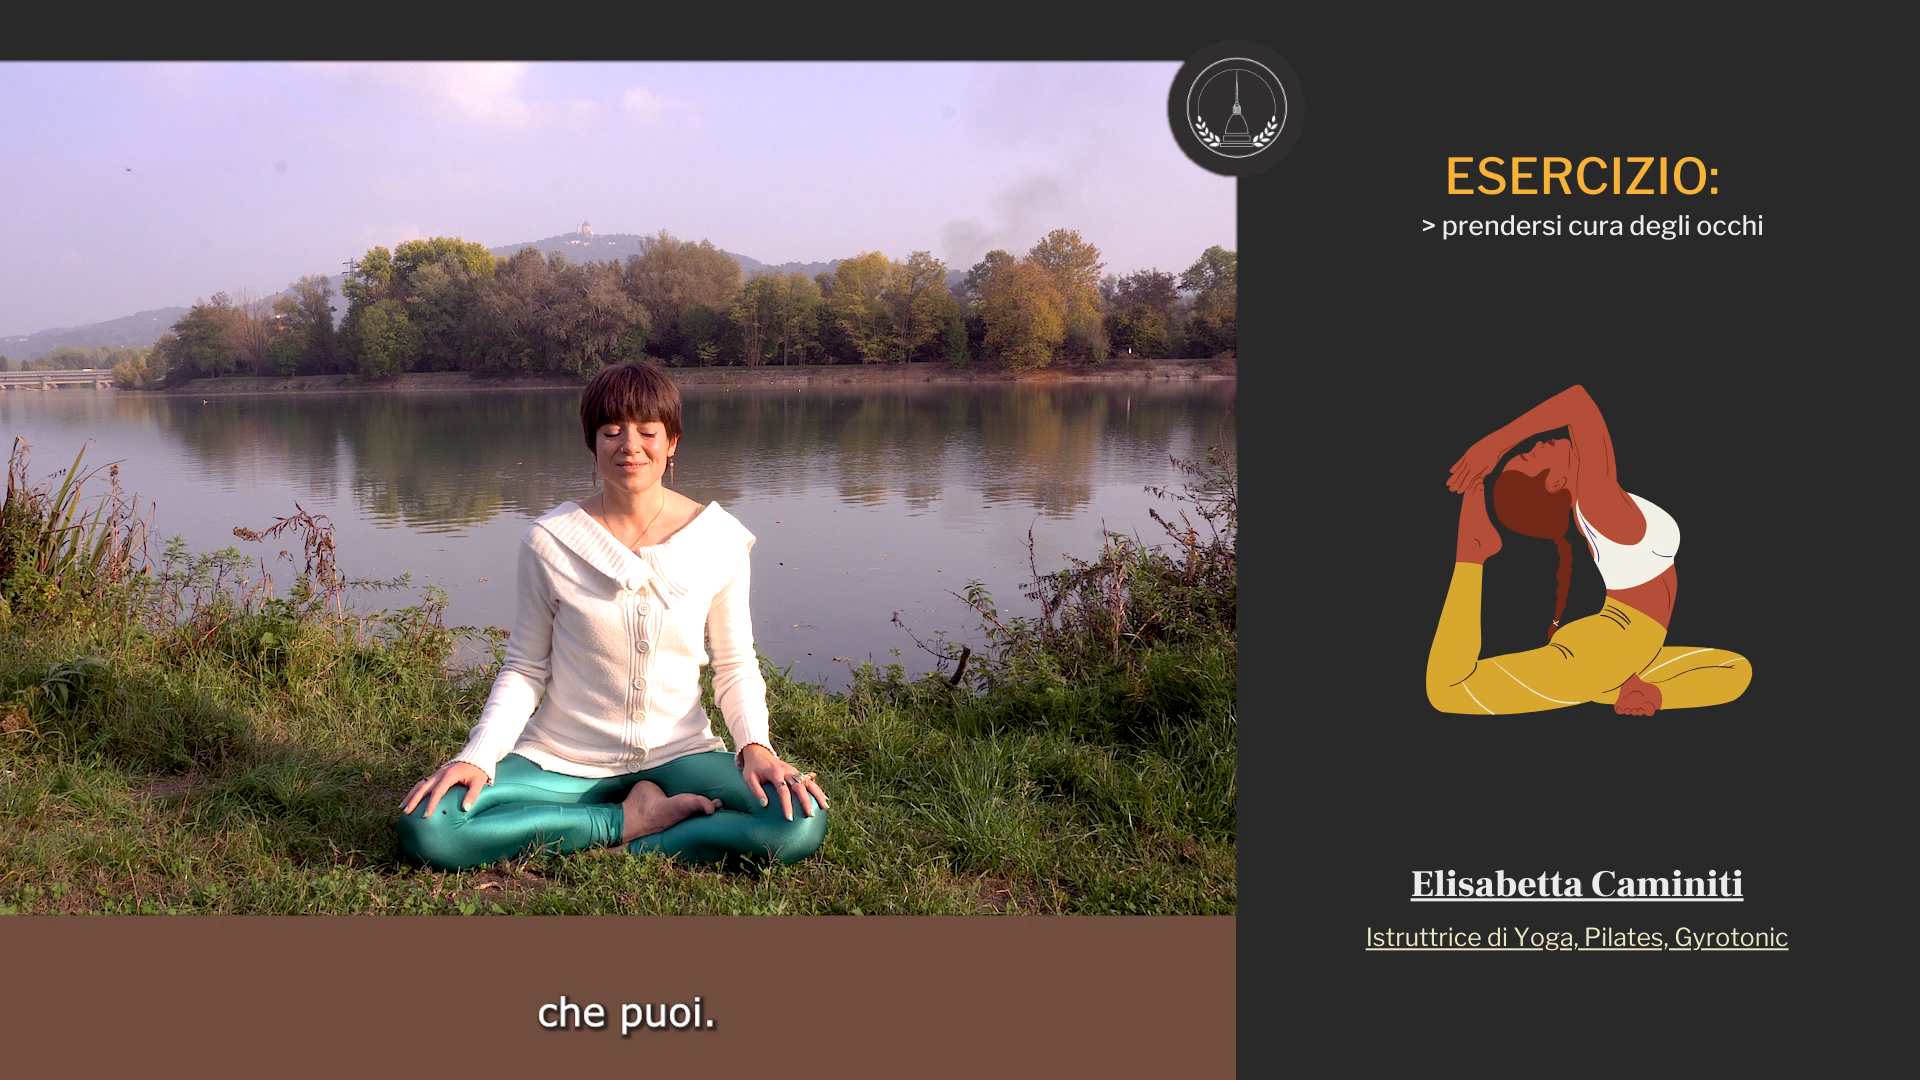 ESERCIZIO:
> prendersi cura degli occhi
Elisabetta Caminiti
Istruttrice di Yoga, Pilates, Gyrotonic
che puoi.